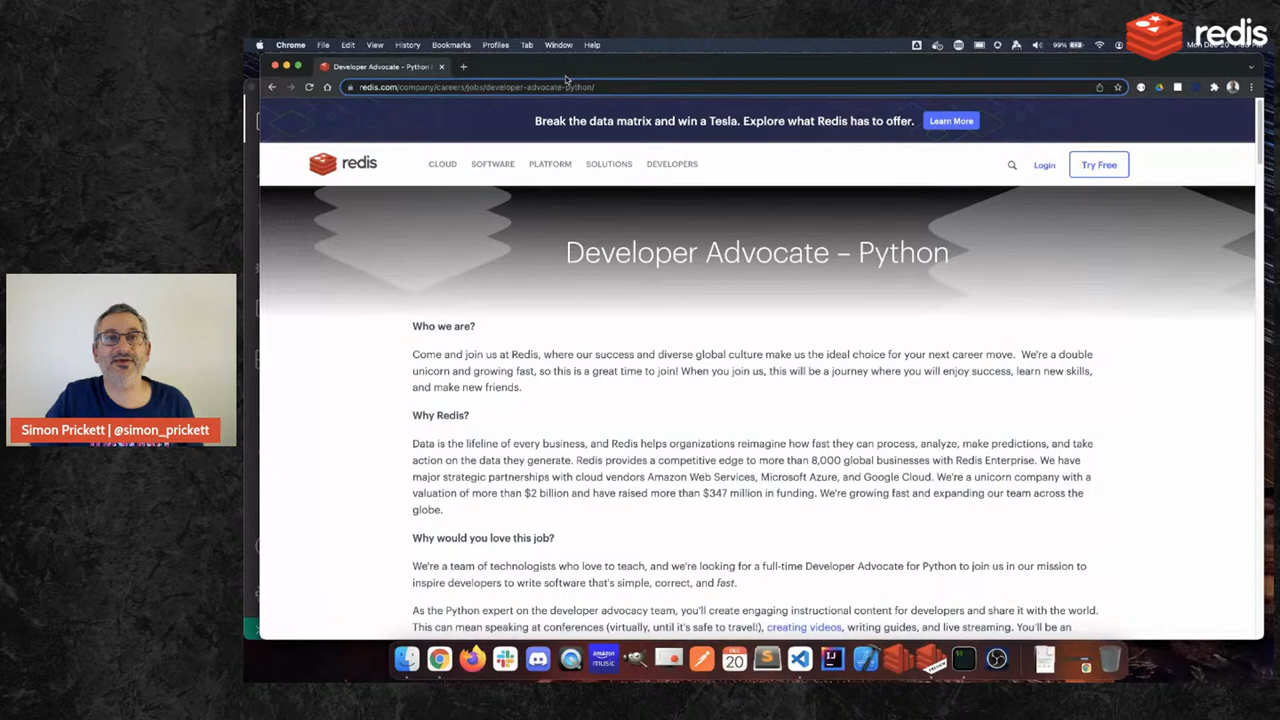 redis
Chrome File Edit View History Bookmarks Profiles Tab Window Help
99%
Developer Advocate - Python
redis.com/company/careers/jobs/developer-advocate-python/
Break the data matrix and win a Tesla. Explore what Redis has to offer. Learn More
redis CLOUD SOFTWARE PLATFORM SOLUTIONS DEVELOPERS Login Try Free
Developer Advocate – Python
Who we are?
Come and join us at Redis, where our success and diverse global culture make us the ideal choice for your next career move. We're a double
unicorn and growing fast, so this is a great time to join! When you join us, this will be a journey where you will enjoy success, learn new skills,
and make new friends.
Why Redis?
Data is the lifeline of every business, and Redis helps organizations reimagine how fast they can process, analyze, make predictions, and take
action on the data they generate. Redis provides a competitive edge to more than 8,000 global businesses with Redis Enterprise. We have
major strategic partnerships with cloud vendors Amazon Web Services, Microsoft Azure, and Google Cloud. We're a unicorn company with a
valuation of more than $2 billion and have raised more than $347 million in funding. We're growing fast and expanding our team across the
globe.
Why would you love this job?
We're a team of technologists who love to teach, and we're looking for a full-time Developer Advocate for Python to join us in our mission to
inspire developers to write software that's simple, correct, and fast.
As the Python expert on the developer advocacy team, you'll create engaging instructional content for developers and share it with the world.
This can mean speaking at conferences (virtually, until it's safe to travel!), creating videos, writing guides, and live streaming. You'll be an
Simon Prickett | @simon_prickett
amazon
music
DEC
20